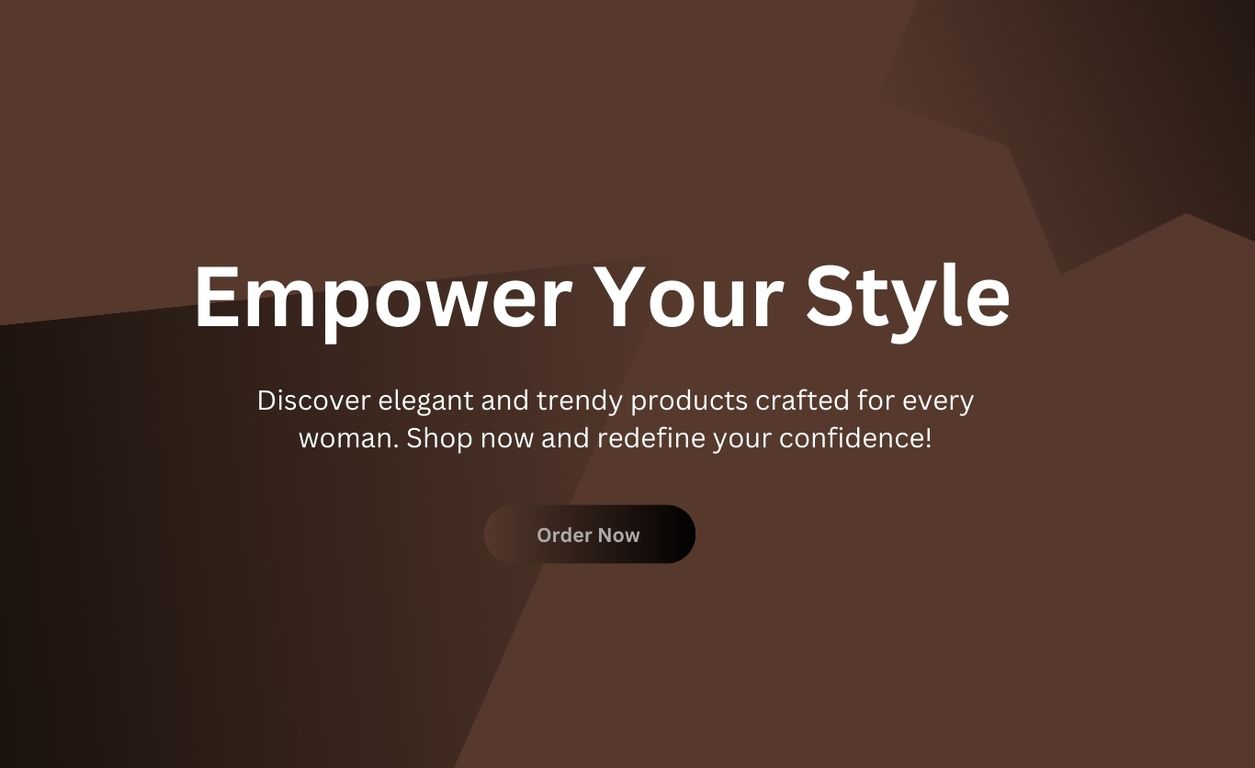 Empower Your Style
Discover elegant and trendy products crafted for every
woman. Shop now and redefine your confidence!
Order Now